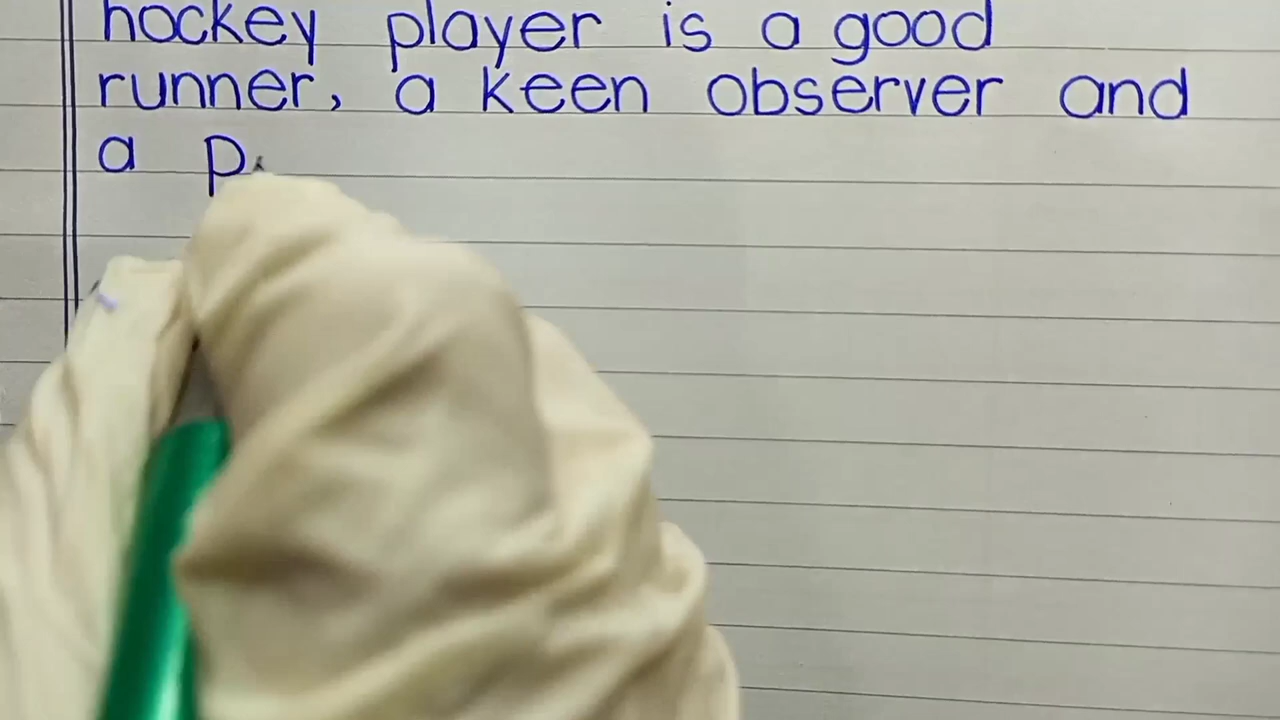 hockey player is a good
runner, a keen observer and
a p